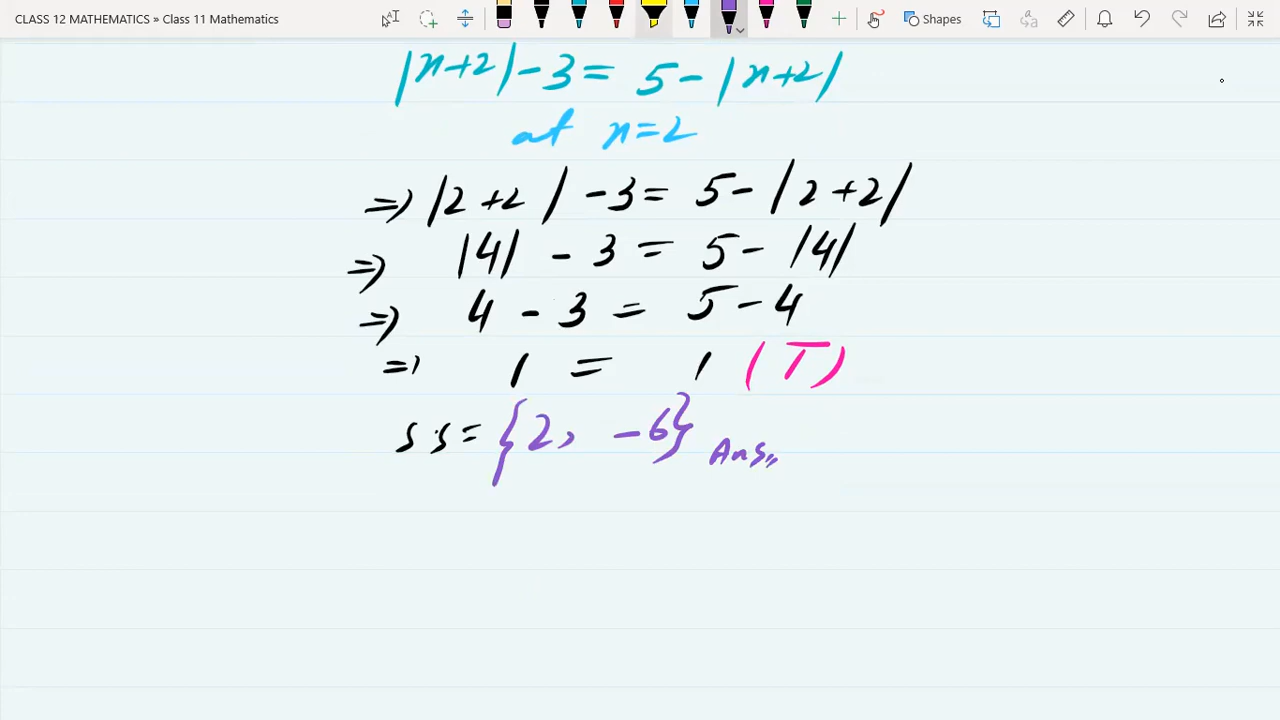 CLASS 12 MATHEMATICS » Class 11 Mathematics
Shapes
|x+2|-3= 5-|x+2|
at x=2
=> |2+2|-3= 5-|2+2|
=> |4| - 3 = 5- |4|
=> 4 - 3 = 5-4
=> 1 = 1 (T)
s.s= {2, -6} Ans,,